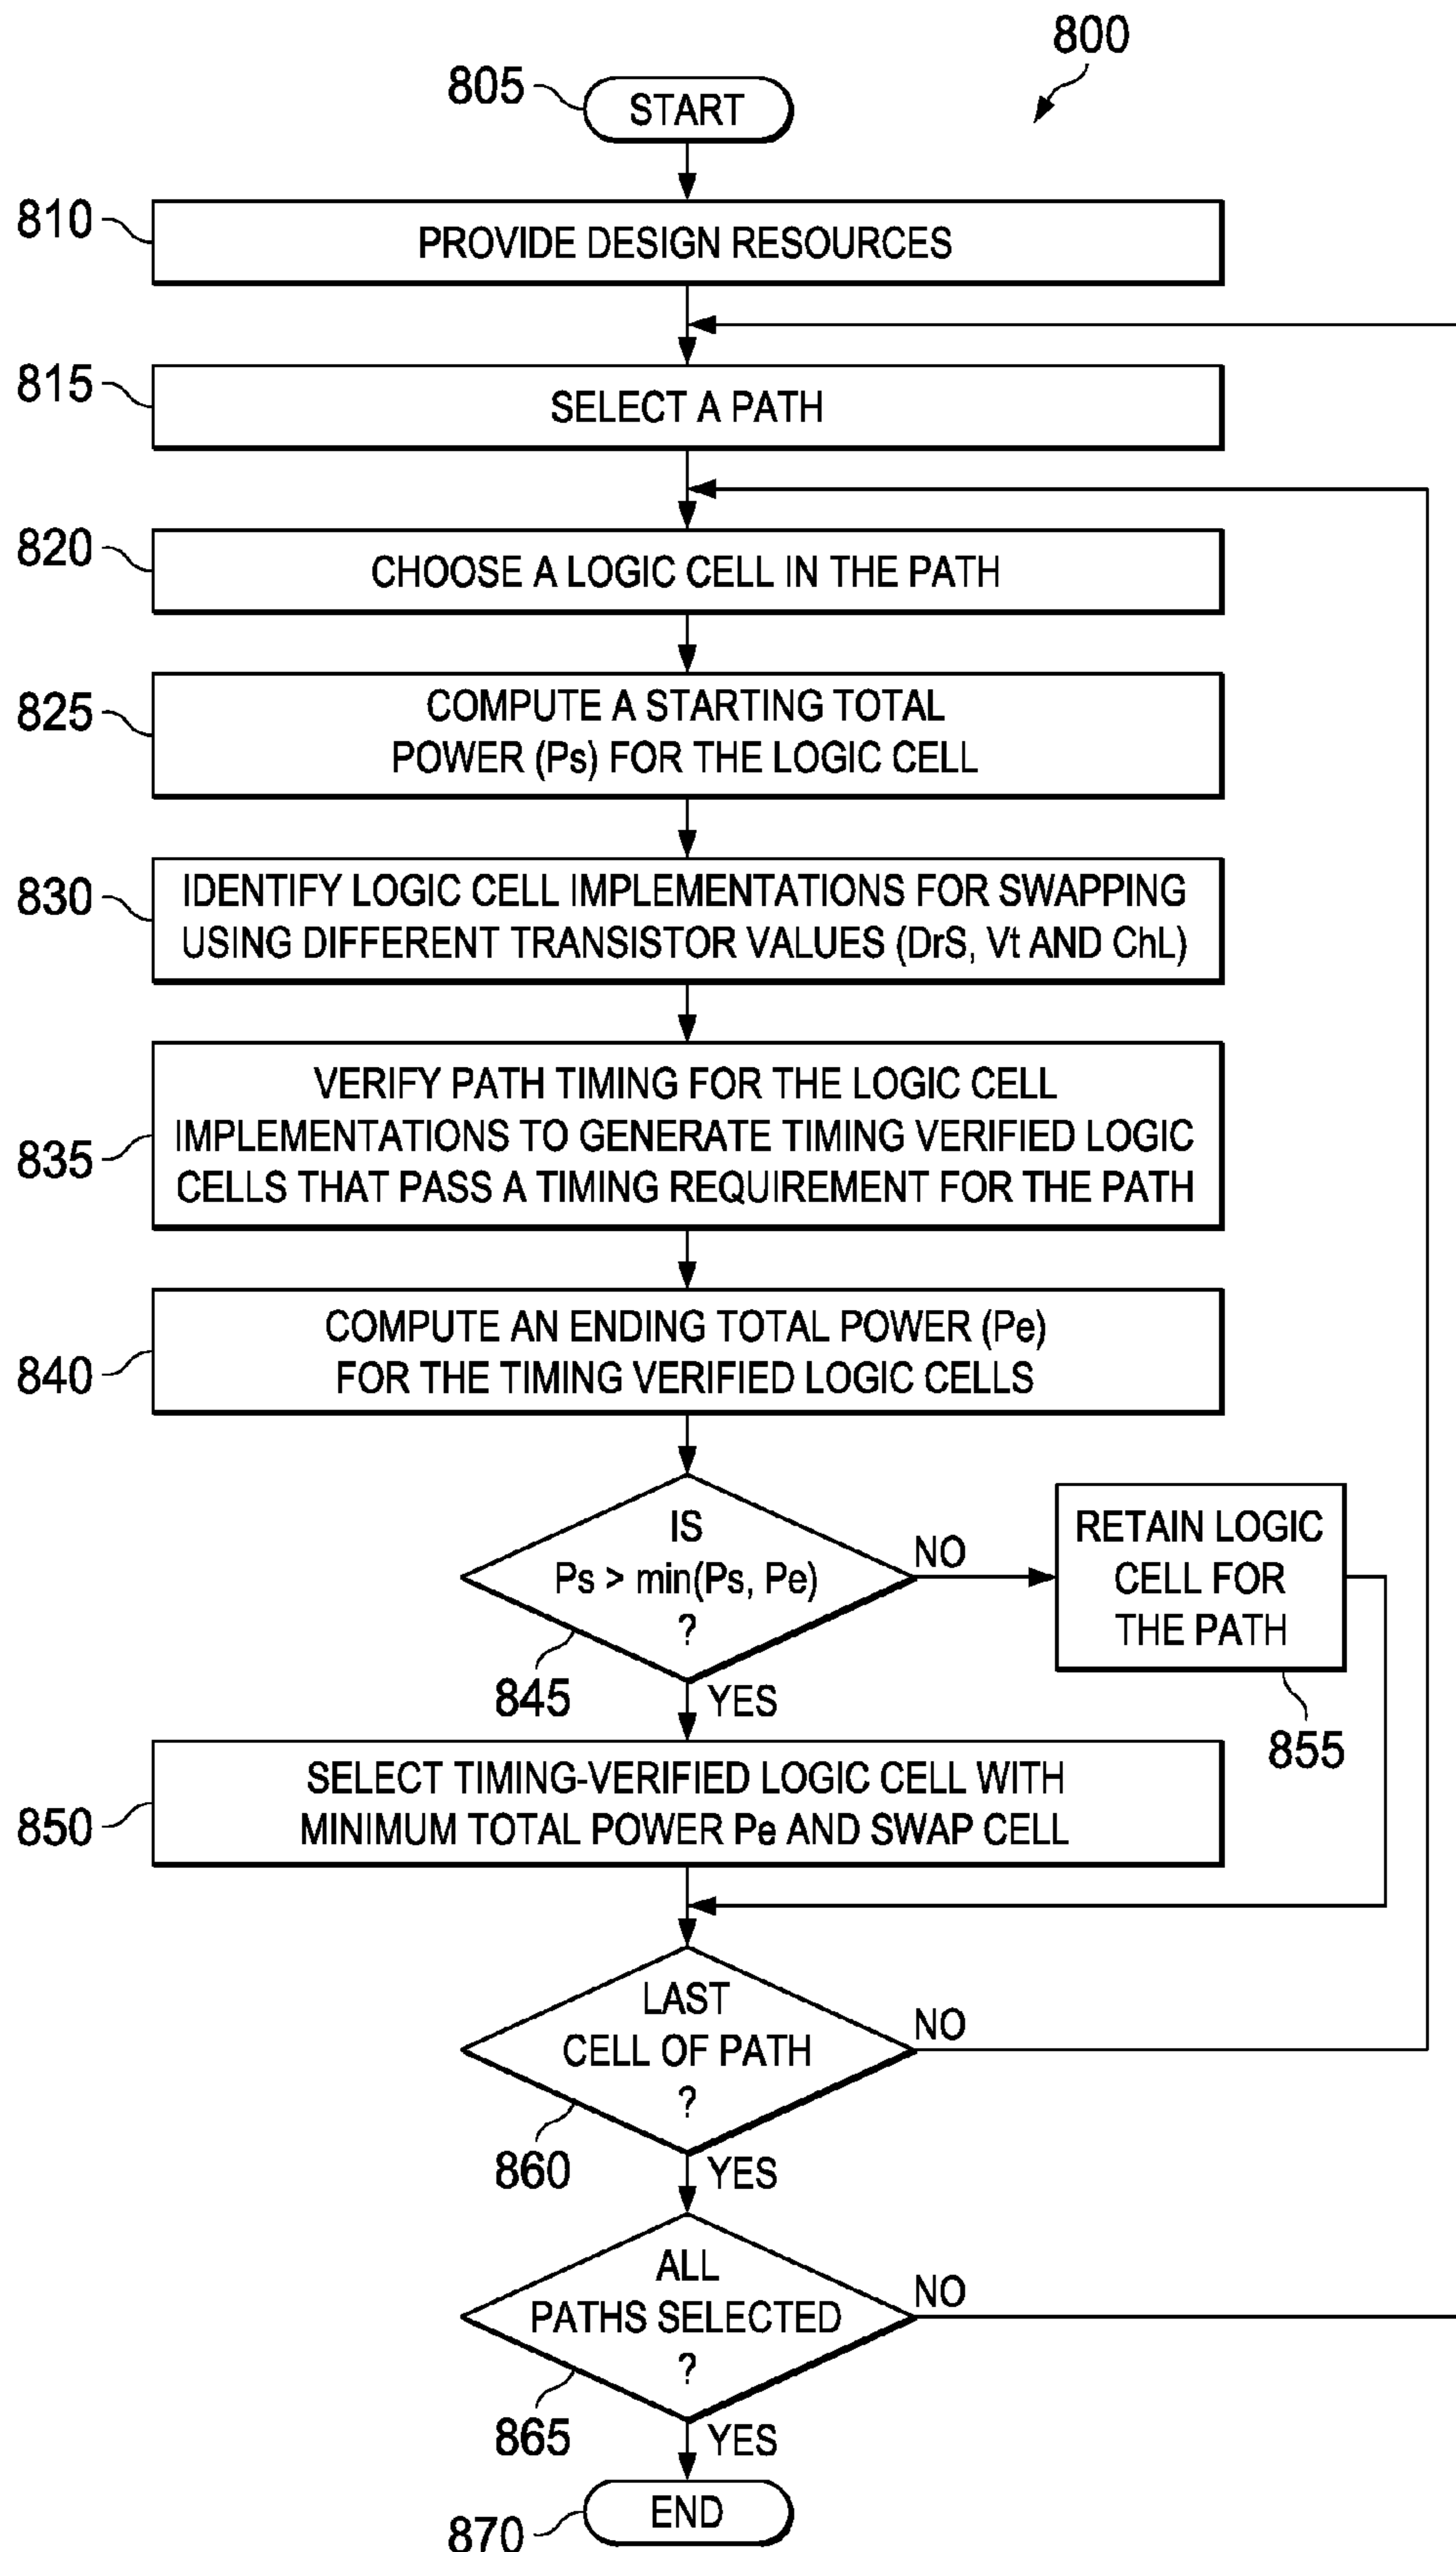 800
805
START
810
PROVIDE DESIGN RESOURCES
815
SELECT A PATH
820
CHOOSE A LOGIC CELL IN THE PATH
825
COMPUTE A STARTING TOTAL
POWER (Ps) FOR THE LOGIC CELL
830
IDENTIFY LOGIC CELL IMPLEMENTATIONS FOR SWAPPING
USING DIFFERENT TRANSISTOR VALUES (DrS, Vt AND ChL)
835
VERIFY PATH TIMING FOR THE LOGIC CELL
IMPLEMENTATIONS TO GENERATE TIMING VERIFIED LOGIC
CELLS THAT PASS A TIMING REQUIREMENT FOR THE PATH
840
COMPUTE AN ENDING TOTAL POWER (Pe)
FOR THE TIMING VERIFIED LOGIC CELLS
IS
Ps > min(Ps, Pe)
?
845
NO
YES
RETAIN LOGIC
CELL FOR
THE PATH
855
850
SELECT TIMING-VERIFIED LOGIC CELL WITH
MINIMUM TOTAL POWER Pe AND SWAP CELL
LAST
CELL OF PATH
?
860
NO
YES
ALL
PATHS SELECTED
?
865
NO
YES
870
END